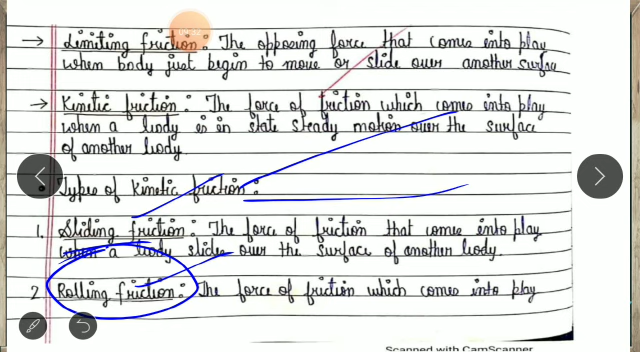 → Limiting friction: The opposing force that comes into play
when body just begin to move or slide over another surface
→ Kinetic friction: The force of friction which comes into play
when a body is in state steady motion over the surface
of another body.
• Types of Kinetic friction:
1. Sliding friction: The force of friction that comes into play
when a body slides over the surface of another body.
2. Rolling friction: The force of friction which comes into play
Scanned with CamScanner